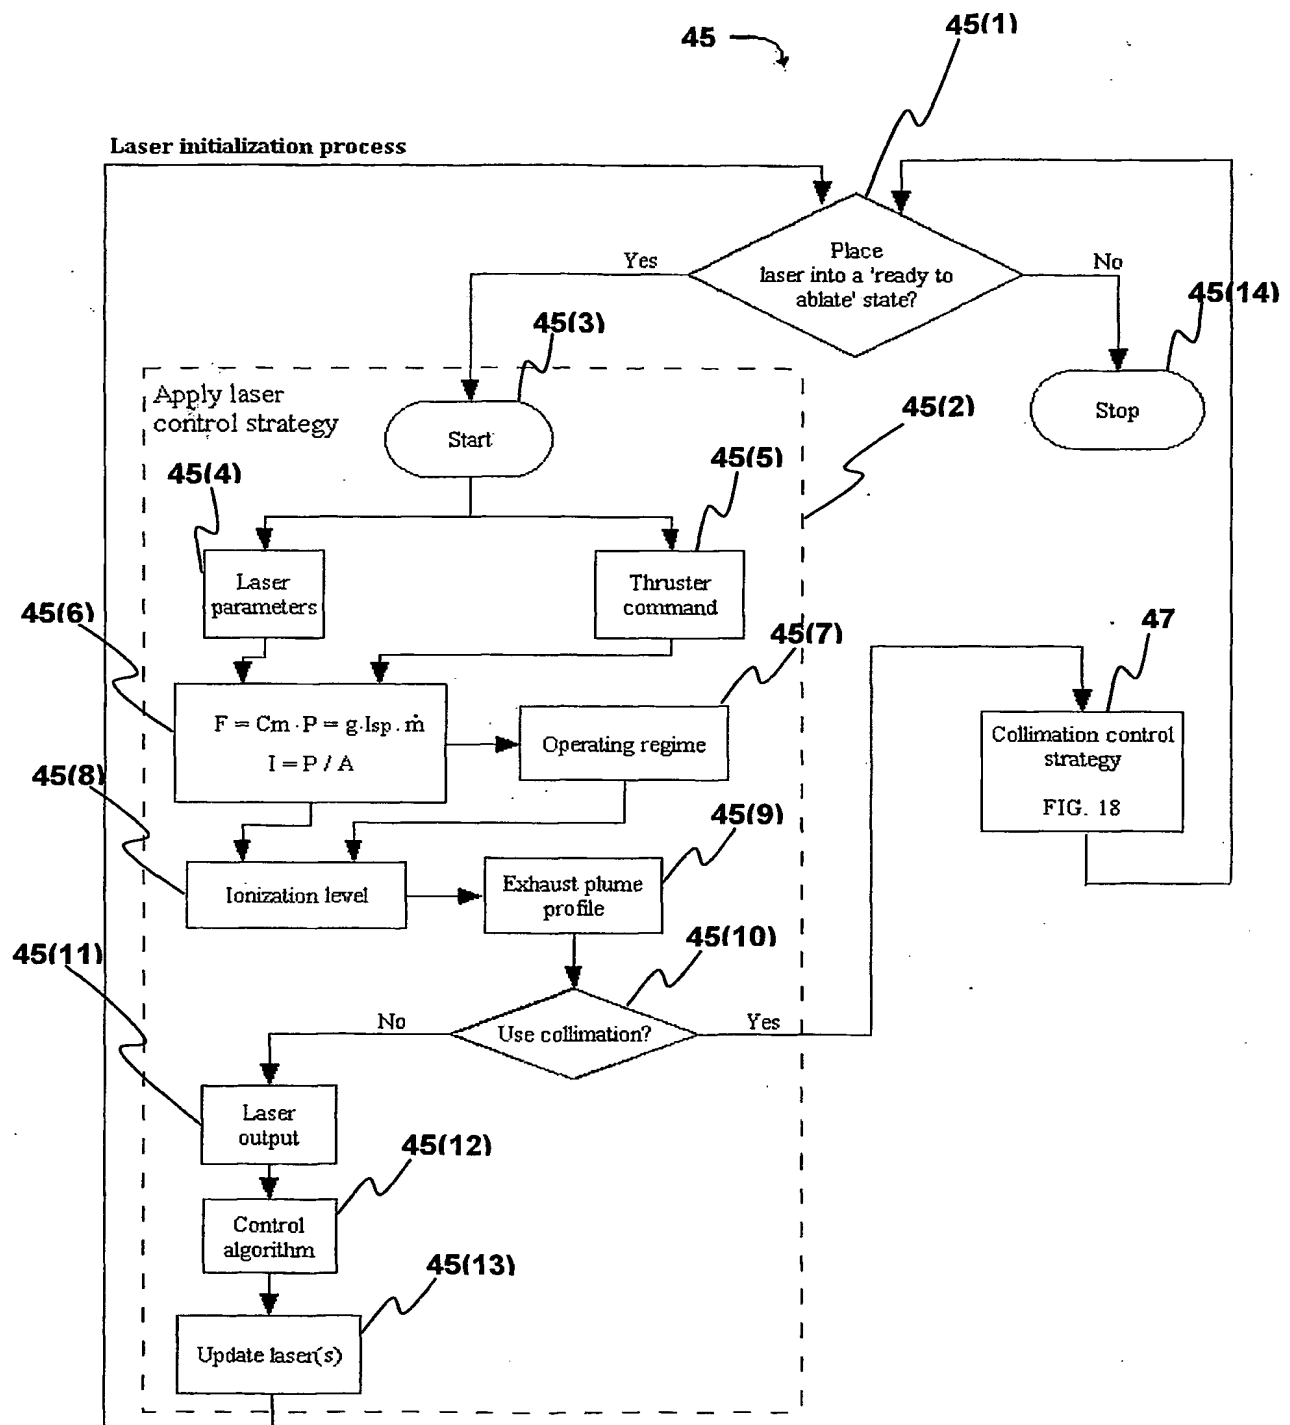 45
45(1)
Laser initialization process
Place
laser into a 'ready to
ablate' state?
Yes
No
45(14)
Stop
45(3)
Start
Apply laser
control strategy
45(2)
45(4)
45(5)
Laser
parameters
Thruster
command
45(6)
45(7)
47
F = Cm · P = g·Isp · ṁ
I = P / A
Operating regime
Collimation control
strategy
FIG. 18
45(8)
45(9)
Ionization level
Exhaust plume
profile
45(11)
45(10)
No
Use collimation?
Yes
Laser
output
45(12)
Control
algorithm
45(13)
Update laser(s)